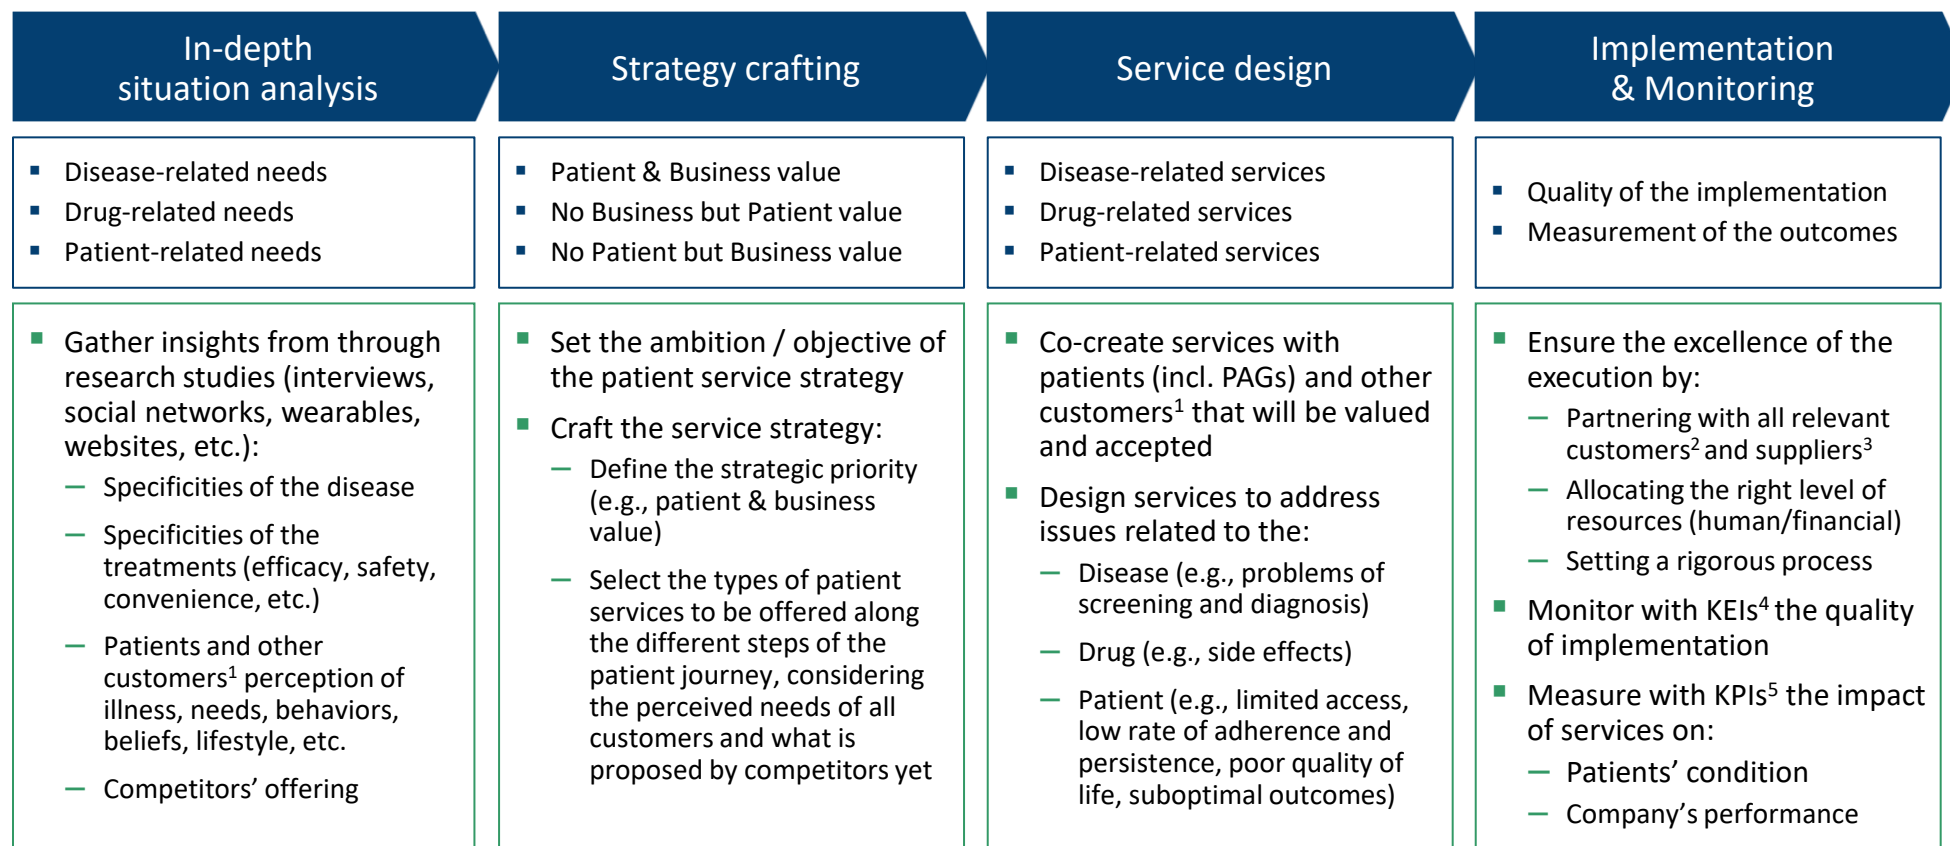 In-depth
situation analysis
Strategy crafting
Service design
Implementation
& Monitoring
▪ Disease-related needs
▪ Drug-related needs
▪ Patient-related needs
▪ Patient & Business value
▪ No Business but Patient value
▪ No Patient but Business value
▪ Disease-related services
▪ Drug-related services
▪ Patient-related services
▪ Quality of the implementation
▪ Measurement of the outcomes
▪ Gather insights from through
research studies (interviews,
social networks, wearables,
websites, etc.):
— Specificities of the disease
— Specificities of the
treatments (efficacy, safety,
convenience, etc.)
— Patients and other
customers¹ perception of
illness, needs, behaviors,
beliefs, lifestyle, etc.
— Competitors’ offering
▪ Set the ambition / objective of
the patient service strategy
▪ Craft the service strategy:
— Define the strategic priority
(e.g., patient & business
value)
— Select the types of patient
services to be offered along
the different steps of the
patient journey, considering
the perceived needs of all
customers and what is
proposed by competitors yet
▪ Co-create services with
patients (incl. PAGs) and other
customers¹ that will be valued
and accepted
▪ Design services to address
issues related to the:
— Disease (e.g., problems of
screening and diagnosis)
— Drug (e.g., side effects)
— Patient (e.g., limited access,
low rate of adherence and
persistence, poor quality of
life, suboptimal outcomes)
▪ Ensure the excellence of the
execution by:
— Partnering with all relevant
customers² and suppliers³
— Allocating the right level of
resources (human/financial)
— Setting a rigorous process
▪ Monitor with KEIs⁴ the quality
of implementation
▪ Measure with KPIs⁵ the impact
of services on:
— Patients’ condition
— Company’s performance